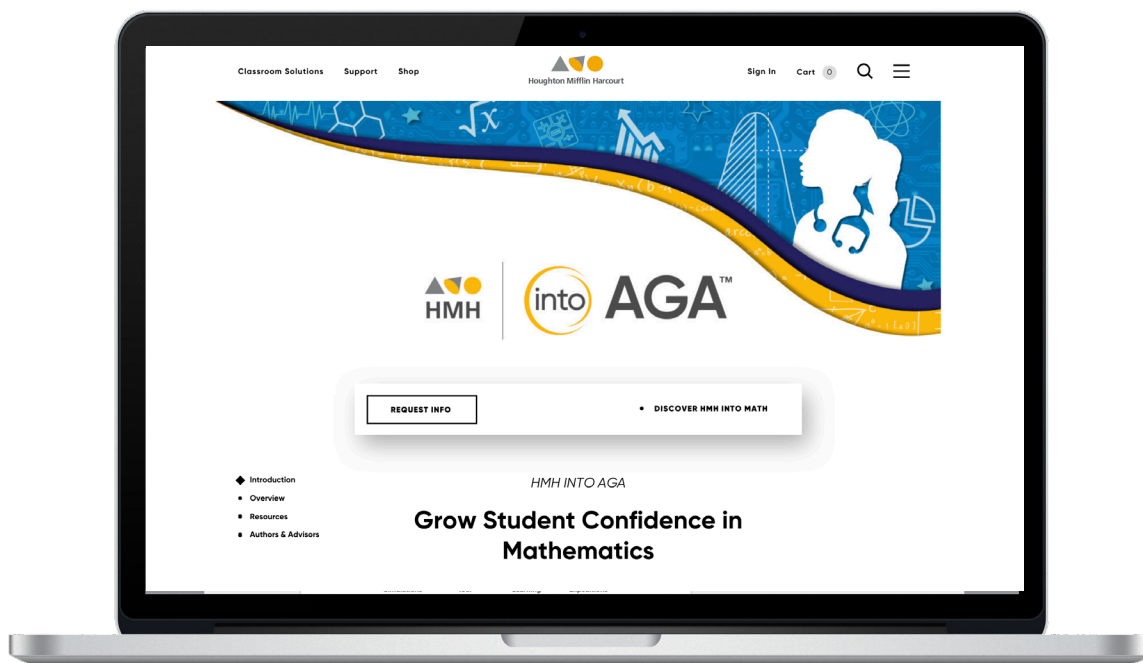 Classroom Solutions Support Shop
Houghton Mifflin Harcourt
Sign In Cart 0
√x
HMH
into AGA™
REQUEST INFO
DISCOVER HMH INTO MATH
Introduction
Overview
Resources
Authors & Advisors
HMH INTO AGA
Grow Student Confidence in
Mathematics